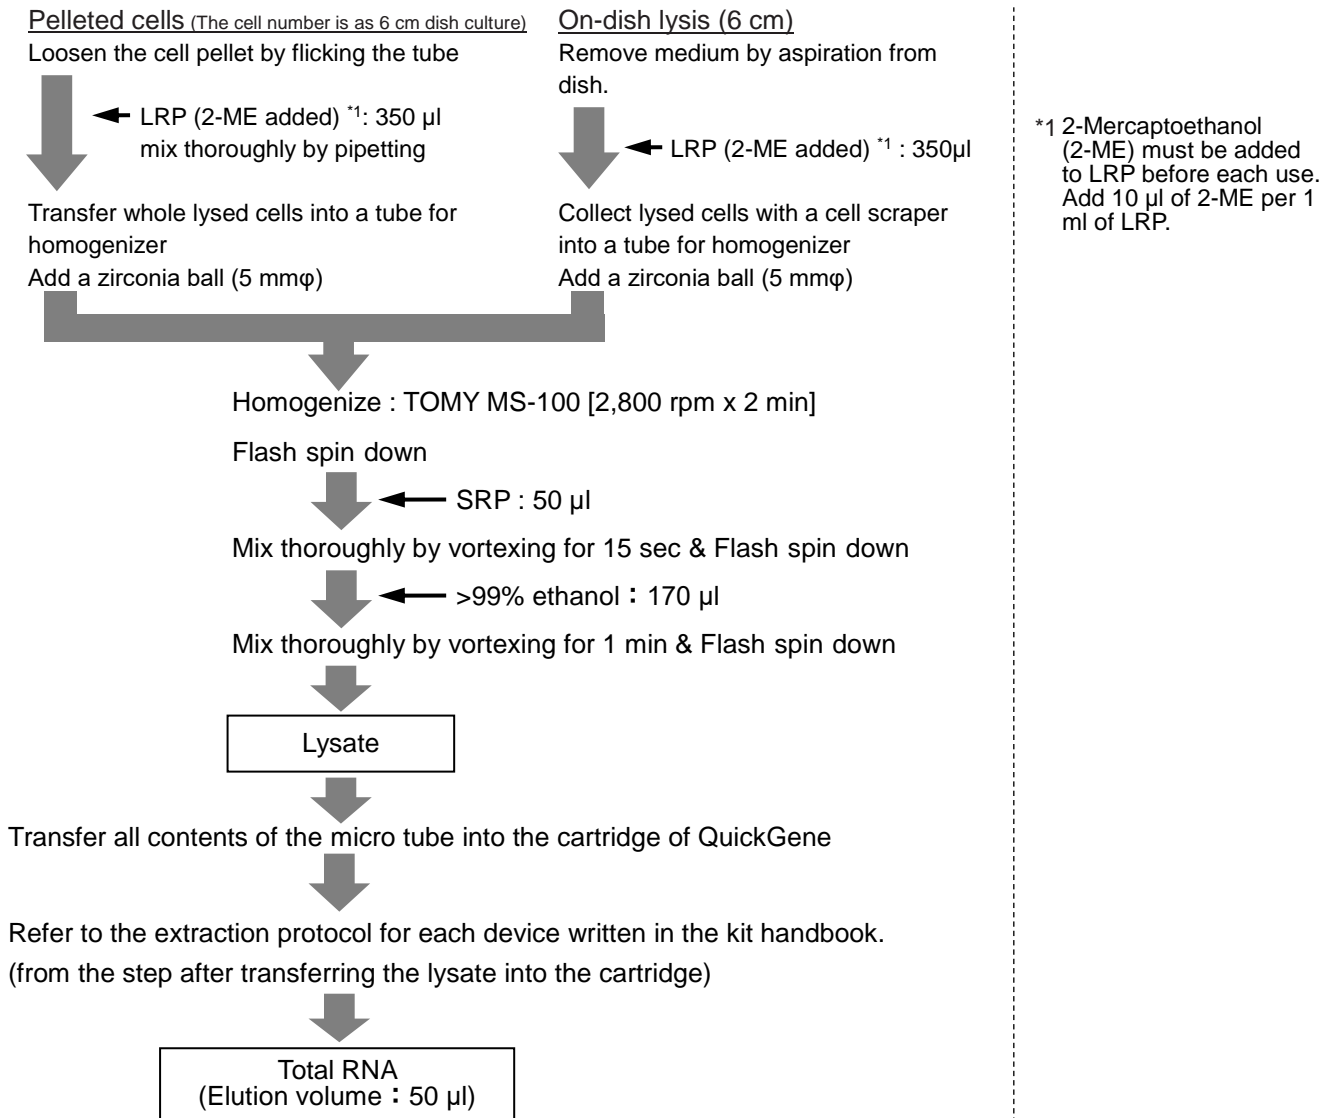 Pelleted cells (The cell number is as 6 cm dish culture)
Loosen the cell pellet by flicking the tube
LRP (2-ME added) *1: 350 µl
mix thoroughly by pipetting
Transfer whole lysed cells into a tube for
homogenizer
Add a zirconia ball (5 mmφ)
On-dish lysis (6 cm)
Remove medium by aspiration from
dish.
LRP (2-ME added) *1 : 350µl
Collect lysed cells with a cell scraper
into a tube for homogenizer
Add a zirconia ball (5 mmφ)
*1 2-Mercaptoethanol
(2-ME) must be added
to LRP before each use.
Add 10 µl of 2-ME per 1
ml of LRP.
Homogenize : TOMY MS-100 [2,800 rpm x 2 min]
Flash spin down
SRP : 50 µl
Mix thoroughly by vortexing for 15 sec & Flash spin down
>99% ethanol：170 µl
Mix thoroughly by vortexing for 1 min & Flash spin down
Lysate
Transfer all contents of the micro tube into the cartridge of QuickGene
Refer to the extraction protocol for each device written in the kit handbook.
(from the step after transferring the lysate into the cartridge)
Total RNA
(Elution volume：50 µl)